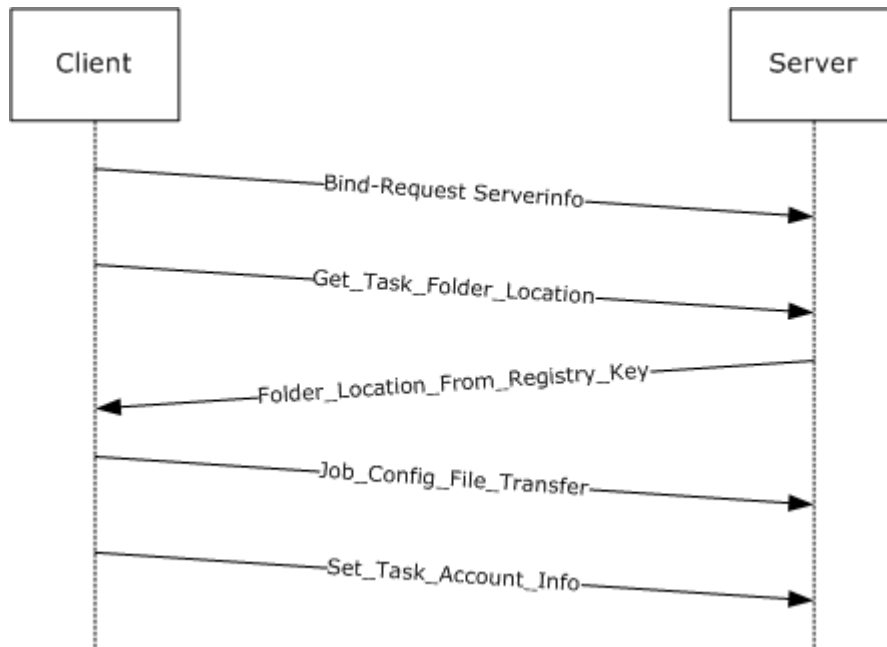 Client
Server
Bind-Request Serverinfo
Get_Task_Folder_Location
Folder_Location_From_Registry_Key
Job_Config_File_Transfer
Set_Task_Account_Info